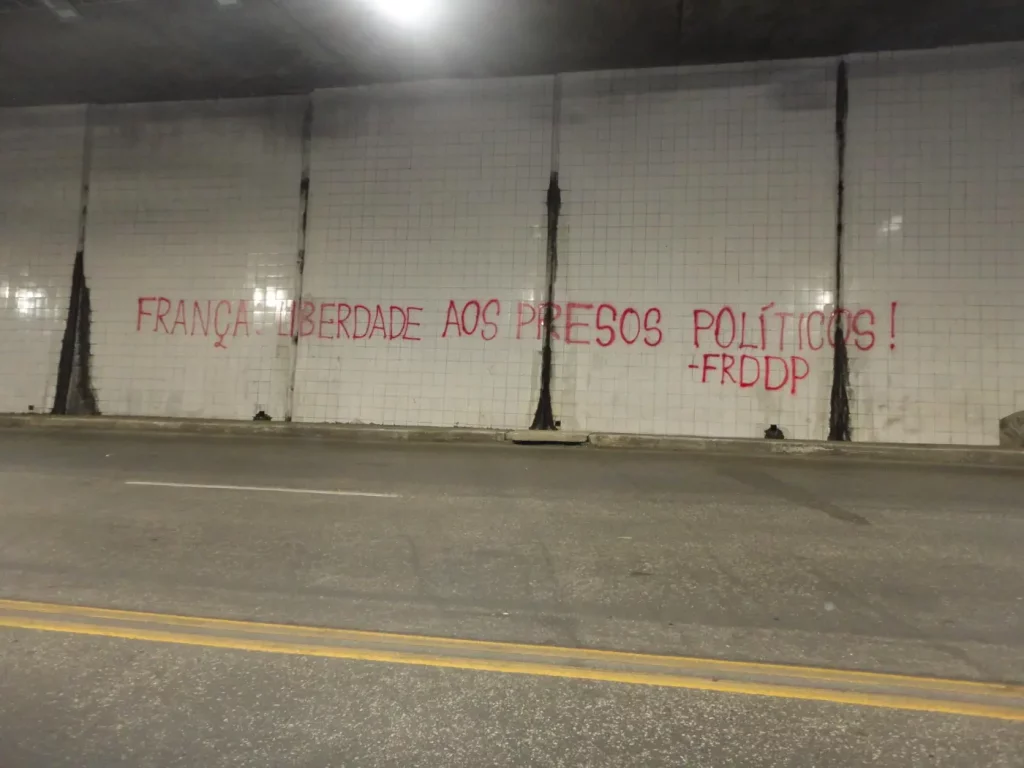 FRANÇA: LIBERDADE AOS PRESOS POLÍTICOS!
-FRDDP